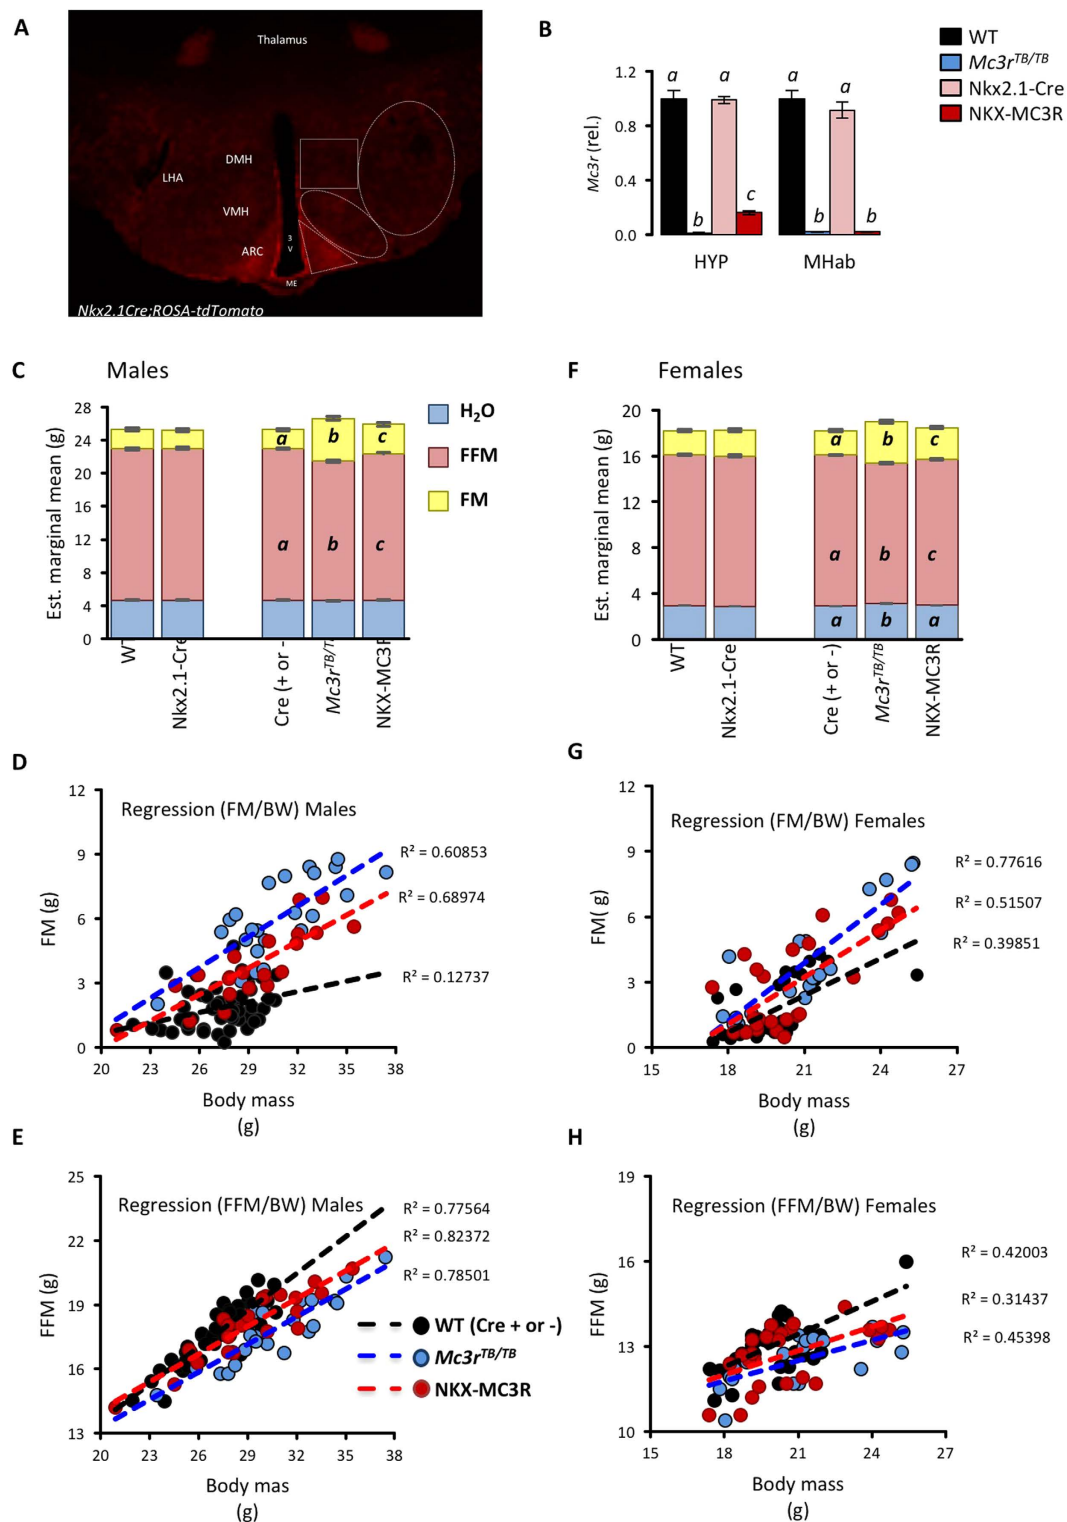 A
Thalamus
DMH
LHA
VMH
ARC
3
V
ME
Nkx2.1Cre;ROSA-tdTomato
B
WT
Mc3r^TB/TB
Nkx2.1-Cre
NKX-MC3R
1.2
0.8
0.4
0.0
Mc3r (rel.)
a b a c
a b a b
HYP MHab
C Males
28
24
20
16
12
8
4
0
Est. marginal mean (g)
a b c
a b c
WT
Nkx2.1-Cre
Cre (+ or -)
Mc3r^TB/T
NKX-MC3R
H₂O
FFM
FM
F Females
20
16
12
8
4
0
Est. marginal mean (g)
a b c
a b c
a b a
WT
Nkx2.1-Cre
Cre (+ or -)
Mc3r^TB/TB
NKX-MC3R
D
Regression (FM/BW) Males
12
9
6
3
0
FM (g)
R² = 0.60853
R² = 0.68974
R² = 0.12737
20 23 26 29 32 35 38
Body mass
(g)
G
Regression (FM/BW) Females
12
9
6
3
0
FM( g)
R² = 0.77616
R² = 0.51507
R² = 0.39851
15 18 21 24 27
Body mass
(g)
E
Regression (FFM/BW) Males
25
22
19
16
13
FFM (g)
R² = 0.77564
R² = 0.82372
R² = 0.78501
WT (Cre + or -)
Mc3r^TB/TB
NKX-MC3R
20 23 26 29 32 35 38
Body mas
(g)
H
Regression (FFM/BW) Females
19
16
13
10
FFM (g)
R² = 0.42003
R² = 0.31437
R² = 0.45398
15 18 21 24 27
Body mass
(g)